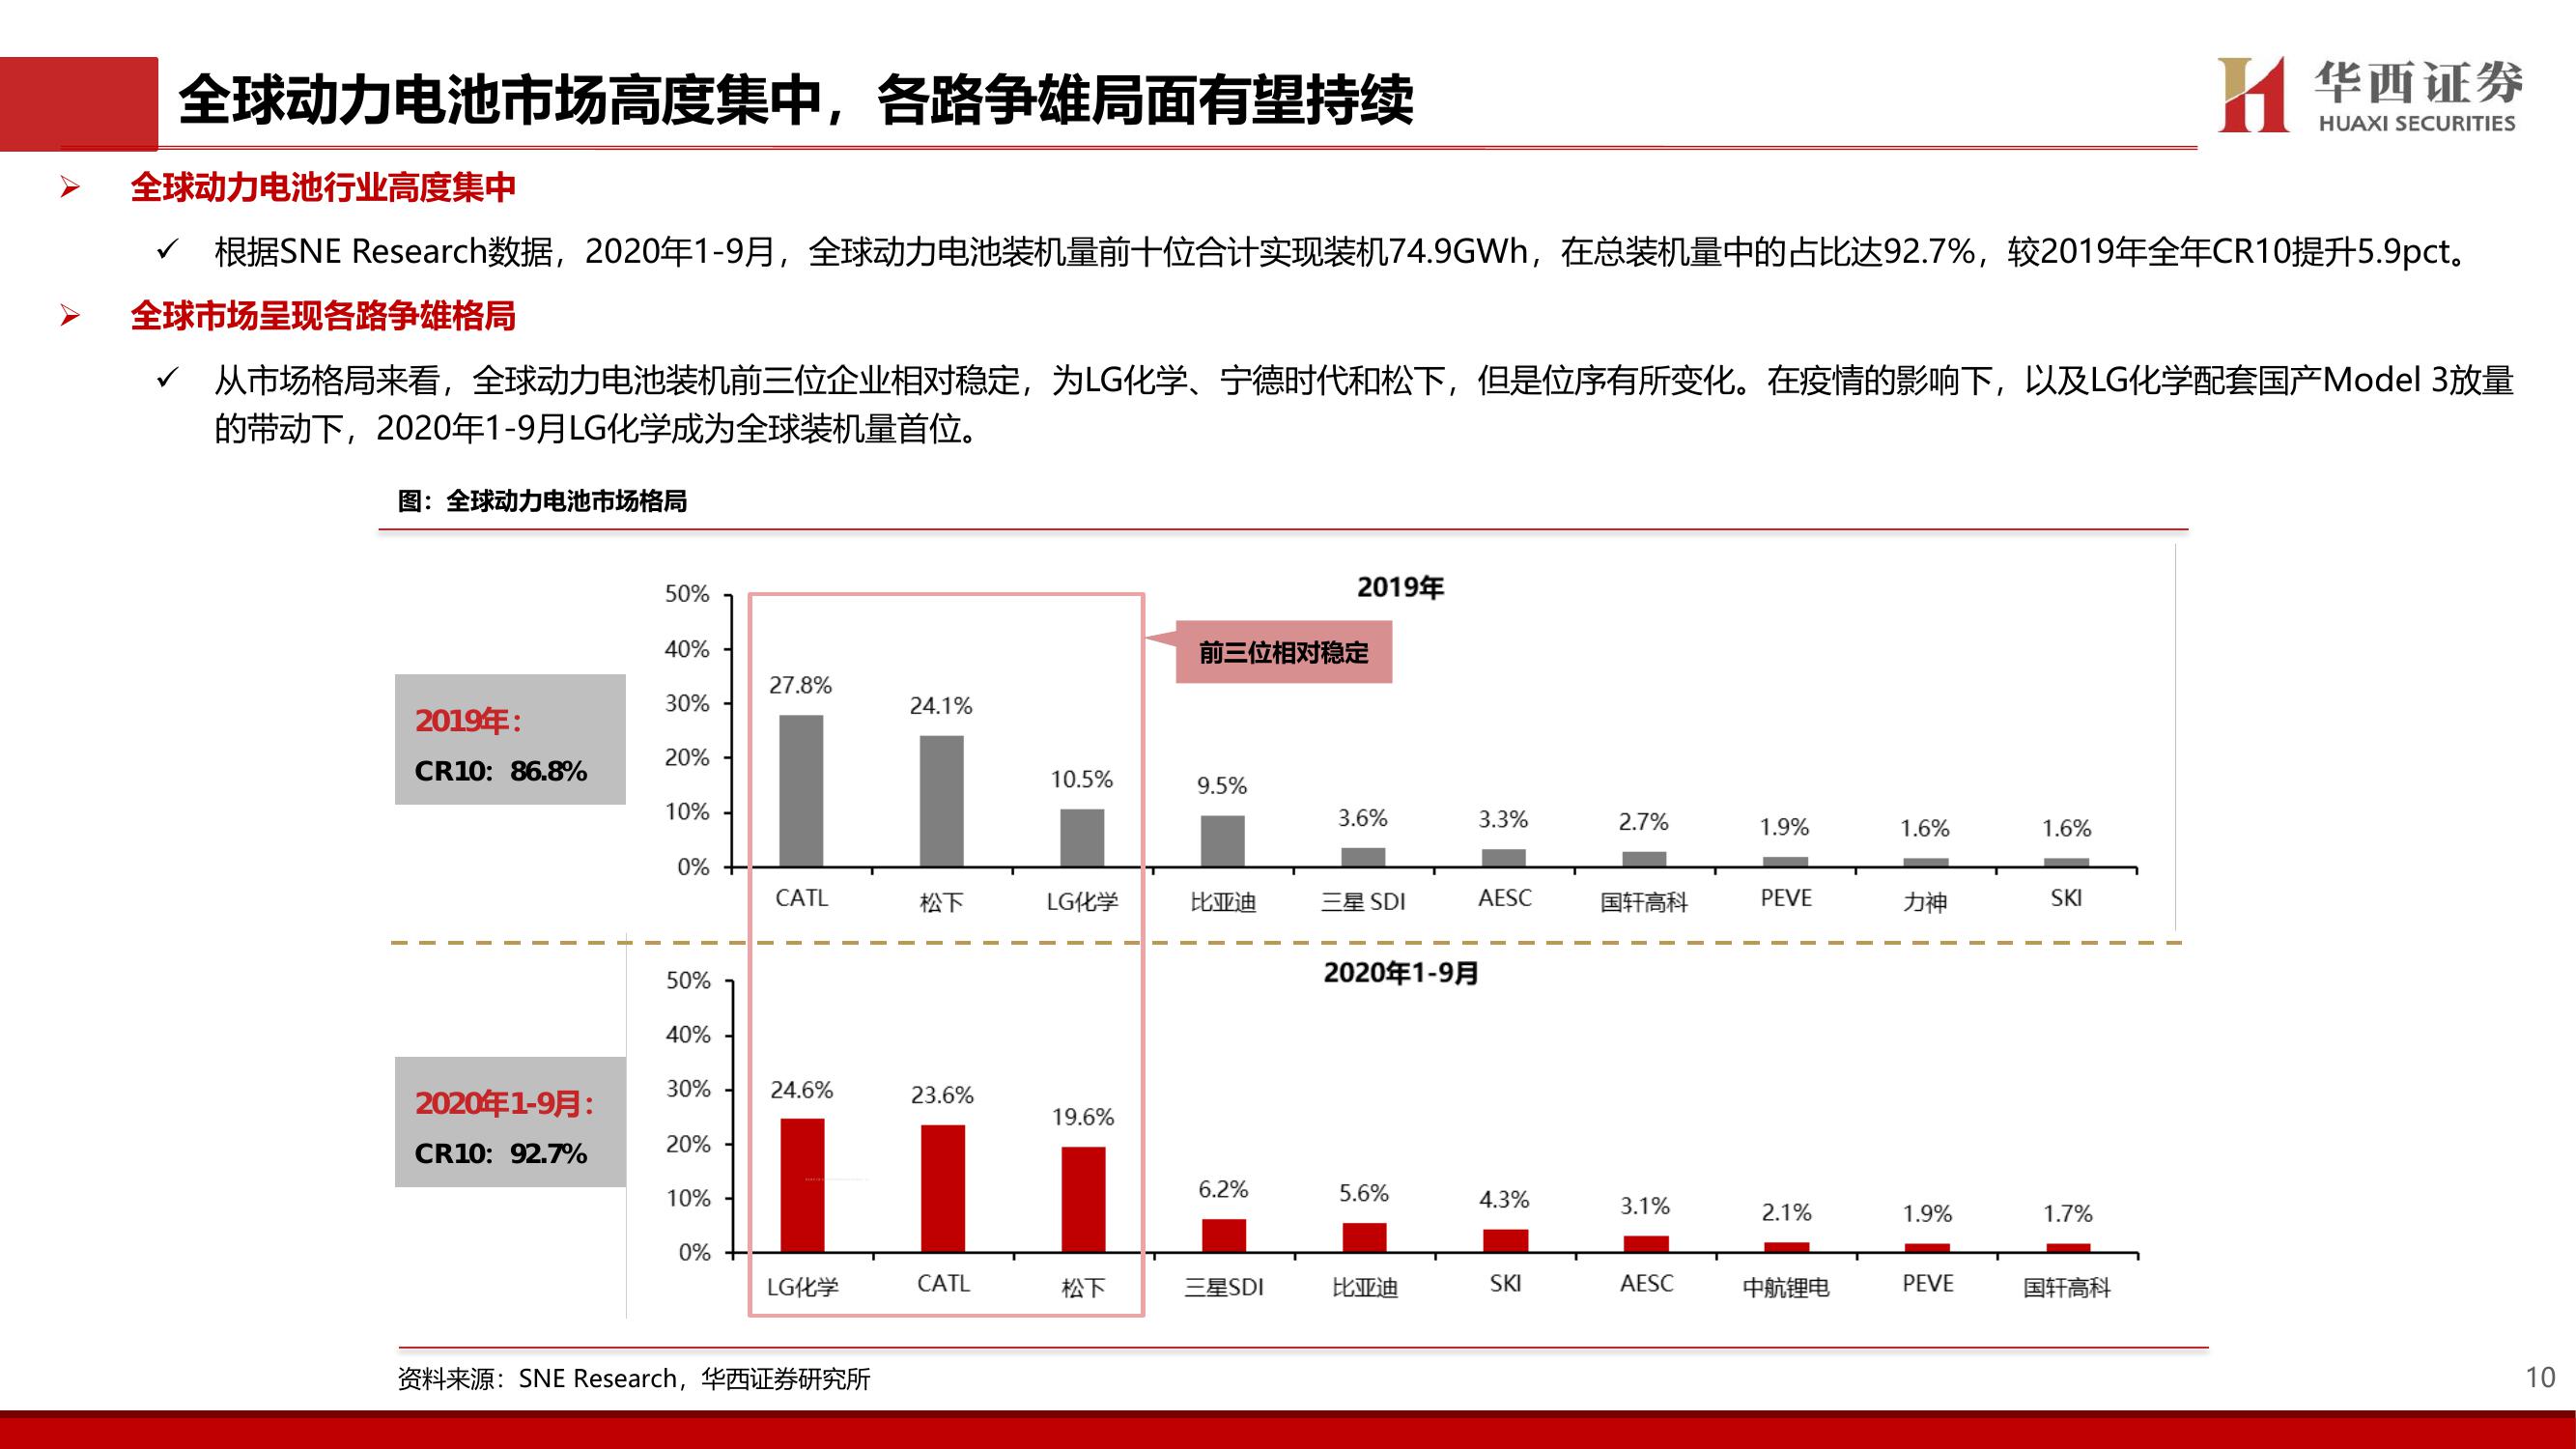 全球动力电池市场高度集中，各路争雄局面有望持续
华西证券
HUAXI SECURITIES
➢ 全球动力电池行业高度集中
✓ 根据SNE Research数据，2020年1-9月，全球动力电池装机量前十位合计实现装机74.9GWh，在总装机量中的占比达92.7%，较2019年全年CR10提升5.9pct。
➢ 全球市场呈现各路争雄格局
✓ 从市场格局来看，全球动力电池装机前三位企业相对稳定，为LG化学、宁德时代和松下，但是位序有所变化。在疫情的影响下，以及LG化学配套国产Model 3放量
的带动下，2020年1-9月LG化学成为全球装机量首位。
图：全球动力电池市场格局
2019年
前三位相对稳定
2019年：
CR10：86.8%
50%
40%
30%
20%
10%
0%
27.8%
24.1%
10.5%
9.5%
3.6%
3.3%
2.7%
1.9%
1.6%
1.6%
CATL
松下
LG化学
比亚迪
三星 SDI
AESC
国轩高科
PEVE
力神
SKI
2020年1-9月
2020年1-9月：
CR10：92.7%
50%
40%
30%
20%
10%
0%
24.6%
23.6%
19.6%
6.2%
5.6%
4.3%
3.1%
2.1%
1.9%
1.7%
LG化学
CATL
松下
三星SDI
比亚迪
SKI
AESC
中航锂电
PEVE
国轩高科
资料来源：SNE Research，华西证券研究所
10